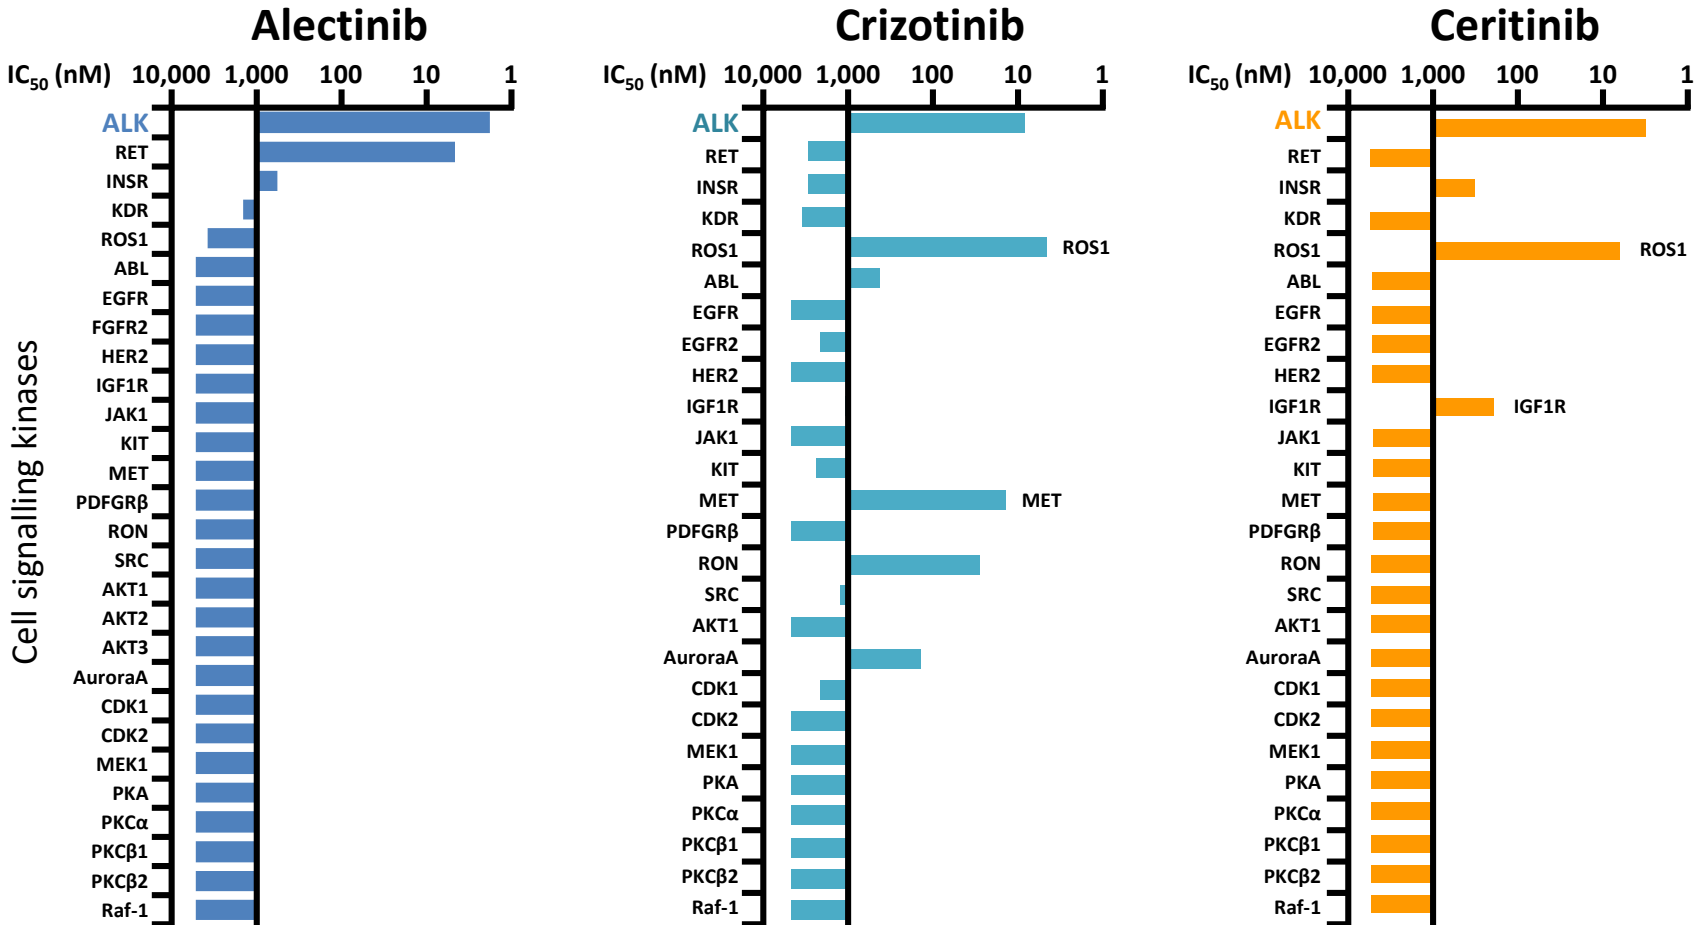 Alectinib
IC50 (nM) 10,000 1,000 100 10 1
Cell signalling kinases
ALK
RET
INSR
KDR
ROS1
ABL
EGFR
FGFR2
HER2
IGF1R
JAK1
KIT
MET
PDFGRβ
RON
SRC
AKT1
AKT2
AKT3
AuroraA
CDK1
CDK2
MEK1
PKA
PKCα
PKCβ1
PKCβ2
Raf-1
Crizotinib
IC50 (nM) 10,000 1,000 100 10 1
ALK
RET
INSR
KDR
ROS1 ROS1
ABL
EGFR
EGFR2
HER2
IGF1R
JAK1
KIT
MET MET
PDFGRβ
RON
SRC
AKT1
AuroraA
CDK1
CDK2
MEK1
PKA
PKCα
PKCβ1
PKCβ2
Raf-1
Ceritinib
IC50 (nM) 10,000 1,000 100 10 1
ALK
RET
INSR
KDR
ROS1 ROS1
ABL
EGFR
EGFR2
HER2
IGF1R IGF1R
JAK1
KIT
MET
PDFGRβ
RON
SRC
AKT1
AuroraA
CDK1
CDK2
MEK1
PKA
PKCα
PKCβ1
PKCβ2
Raf-1